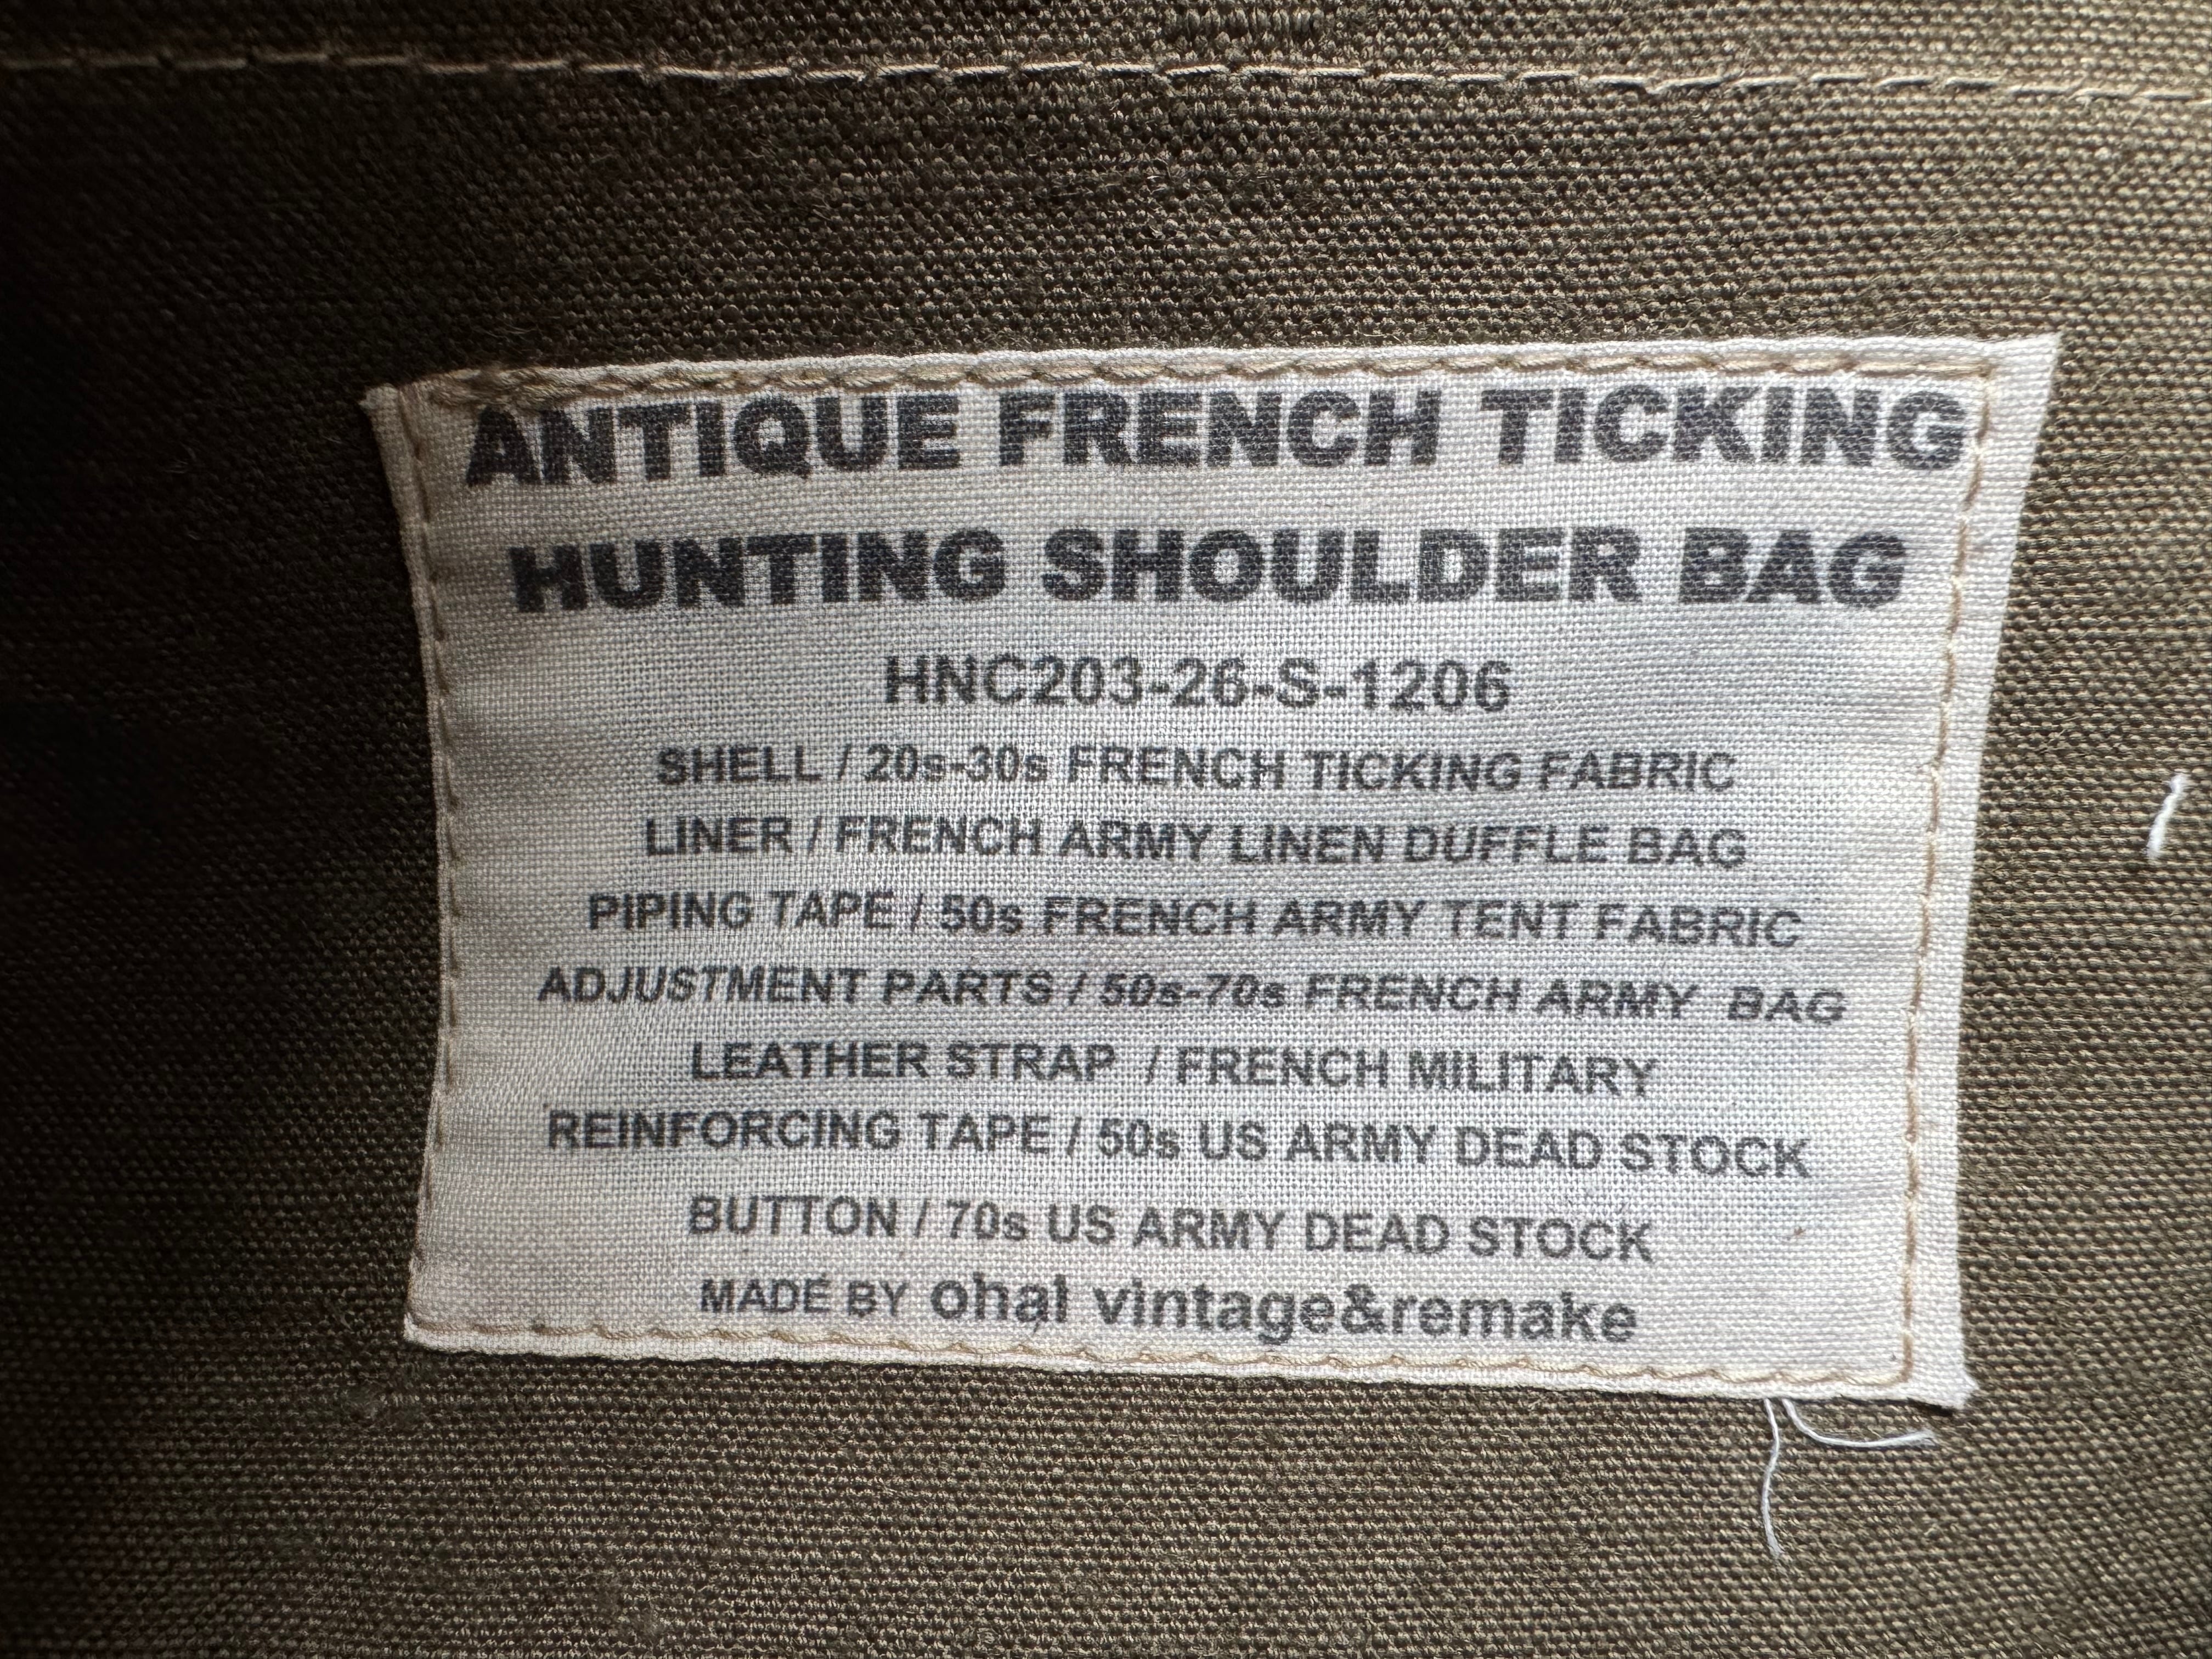 ANTIQUE FRENCH TICKING
HUNTING SHOULDER BAG
HNC203-26-S-1206
SHELL / 20s-30s FRENCH TICKING FABRIC
LINER / FRENCH ARMY LINEN DUFFLE BAG
PIPING TAPE / 50s FRENCH ARMY TENT FABRIC
ADJUSTMENT PARTS / 50s-70s FRENCH ARMY BAG
LEATHER STRAP / FRENCH MILITARY
REINFORCING TAPE / 50s US ARMY DEAD STOCK
BUTTON / 70s US ARMY DEAD STOCK
MADE BY ohal vintage&remake